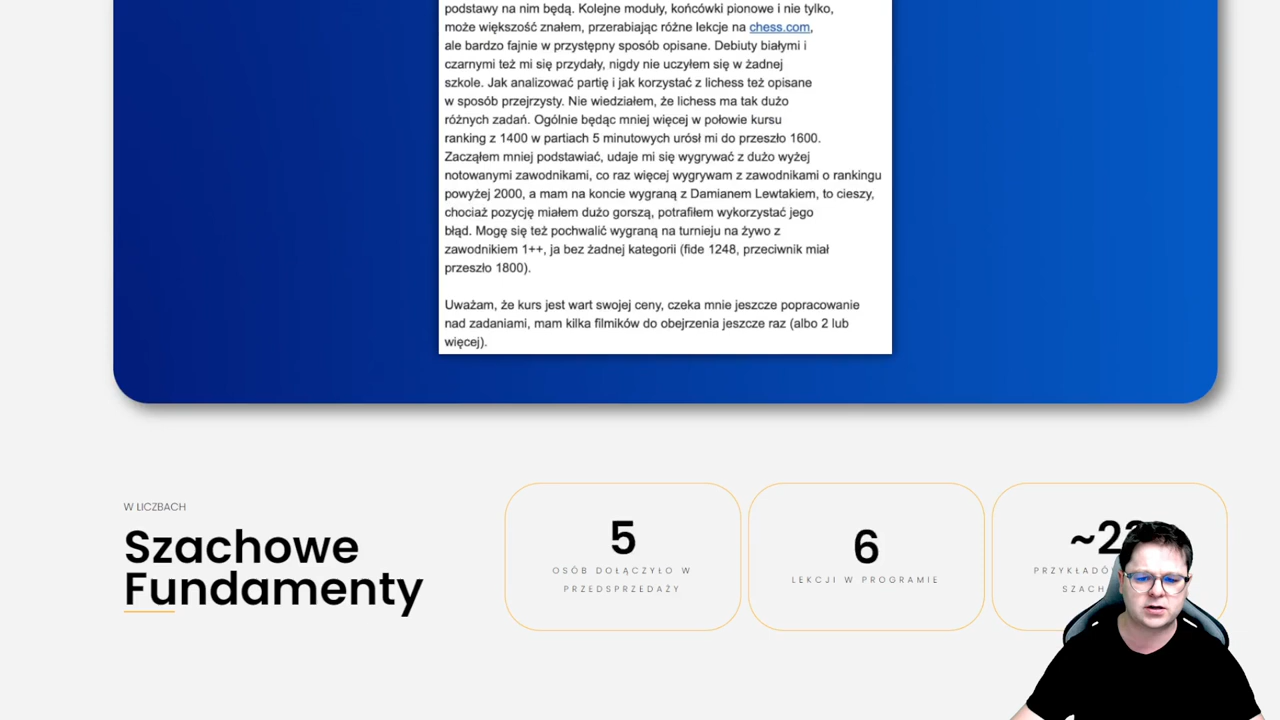 podstawy na nim będą. Kolejne moduły, końcówki pionowe i nie tylko,
może większość znałem, przerabiając różne lekcje na chess.com,
ale bardzo fajnie w przystępny sposób opisane. Debiuty białymi i
czarnymi też mi się przydały, nigdy nie uczyłem się w żadnej
szkole. Jak analizować partię i jak korzystać z lichess też opisane
w sposób przejrzysty. Nie wiedziałem, że lichess ma tak dużo
różnych zadań. Ogólnie będąc mniej więcej w połowie kursu
ranking z 1400 w partiach 5 minutowych urósł mi do przeszło 1600.
Zacząłem mniej podstawiać, udaje mi się wygrywać z dużo wyżej
notowanymi zawodnikami, co raz więcej wygrywam z zawodnikami o rankingu
powyżej 2000, a mam na koncie wygraną z Damianem Lewtakiem, to cieszy,
chociaż pozycję miałem dużo gorszą, potrafiłem wykorzystać jego
błąd. Mogę się też pochwalić wygraną na turnieju na żywo z
zawodnikiem 1++, ja bez żadnej kategorii (fide 1248, przeciwnik miał
przeszło 1800).
Uważam, że kurs jest wart swojej ceny, czeka mnie jeszcze popracowanie
nad zadaniami, mam kilka filmików do obejrzenia jeszcze raz (albo 2 lub
więcej).
W LICZBACH
Szachowe
Fundamenty
5
OSÓB DOŁĄCZYŁO W
PRZEDSPRZEDAŻY
6
LEKCJI W PROGRAMIE